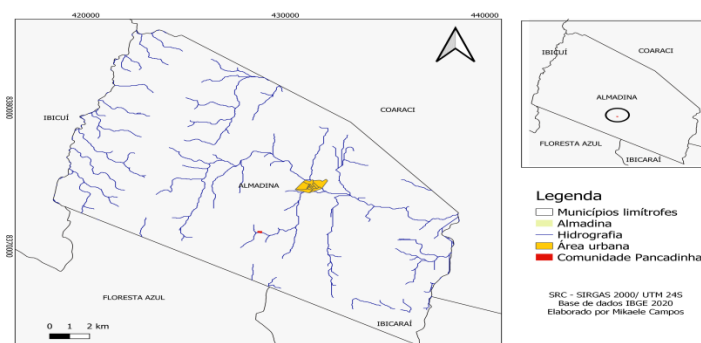 420000 430000 440000
8380000
8370000
IBICUÍ
COARACI
ALMADINA
FLORESTA AZUL
IBICARAÍ
0 1 2 km
IBICUÍ
COARACI
ALMADINA
FLORESTA AZUL
IBICARAÍ
Legenda
Municípios limítrofes
Almadina
Hidrografia
Área urbana
Comunidade Pancadinha
SRC - SIRGAS 2000/ UTM 24S
Base de dados IBGE 2020
Elaborado por Mikaele Campos